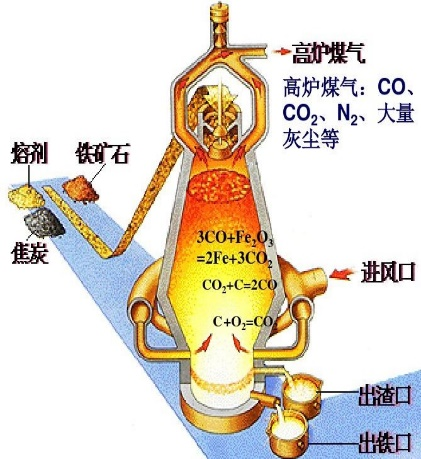 高炉煤气
高炉煤气：CO、
CO₂、N₂、大量
灰尘等
熔剂
铁矿石
焦炭
3CO+Fe₂O₃
=2Fe+3CO₂
CO₂+C=2CO
C+O₂=CO₂
进风口
出渣口
出铁口